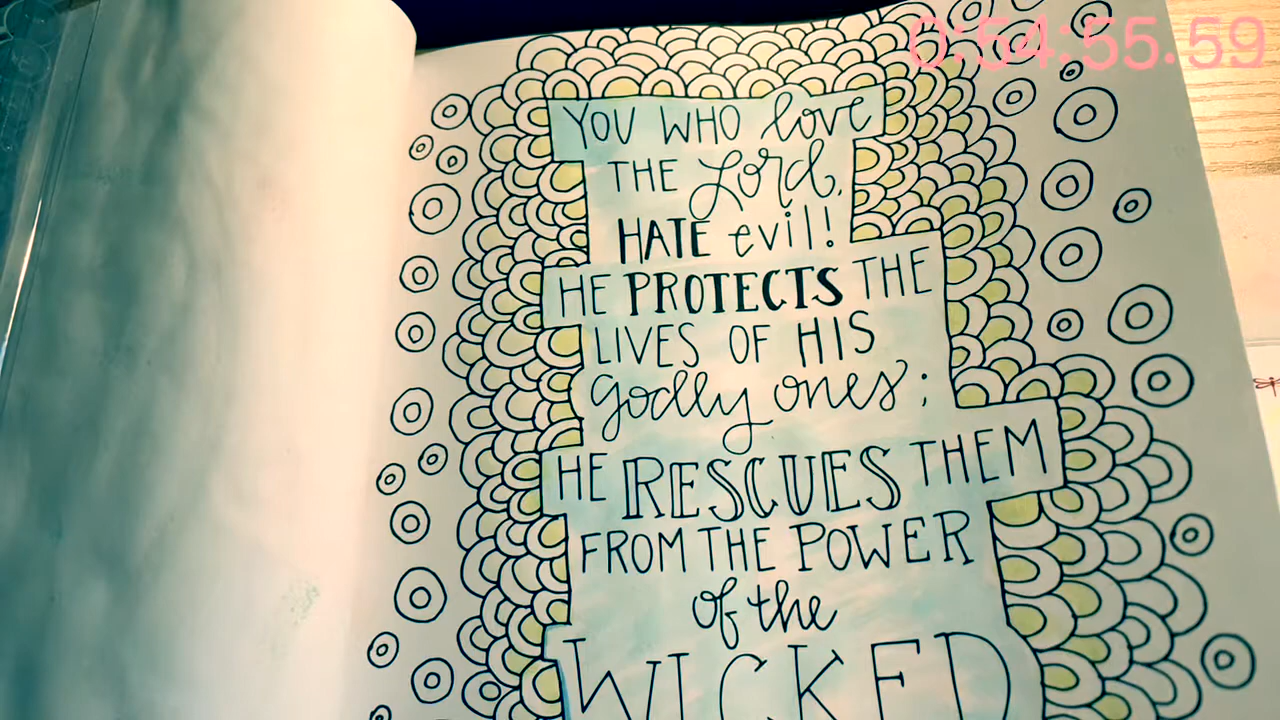 0:54:55.59
YOU WHO love
THE Lord,
HATE evil!
HE PROTECTS THE
LIVES OF HIS
godly ones;
HE RESCUES THEM
FROM THE POWER
of the
WICKED